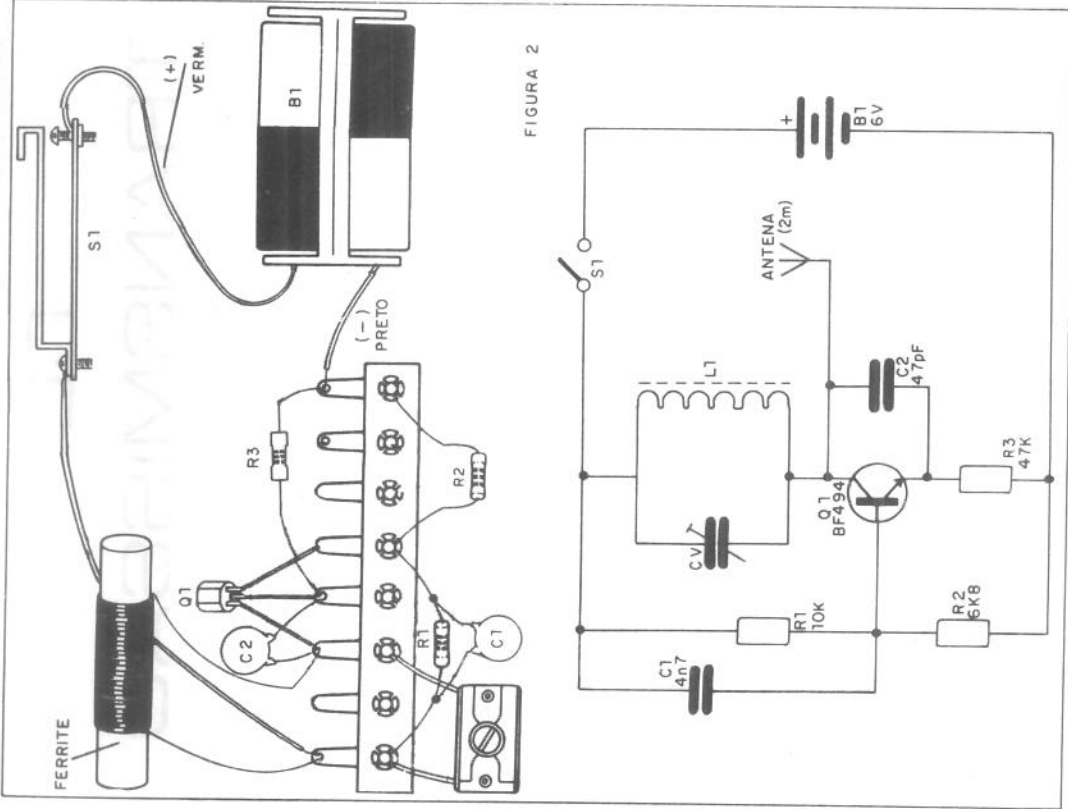 FERRITE
S1
(+)
VERM.
B1
(-)
PRETO
Q1
R3
C2
R1
R2
C1
FIGURA 2
C1
4n7
R1
10K
R2
6K8
CV
L1
Q1
BF494
C2
47pF
R3
47K
ANTENA
(2m)
S1
+
B1
6V